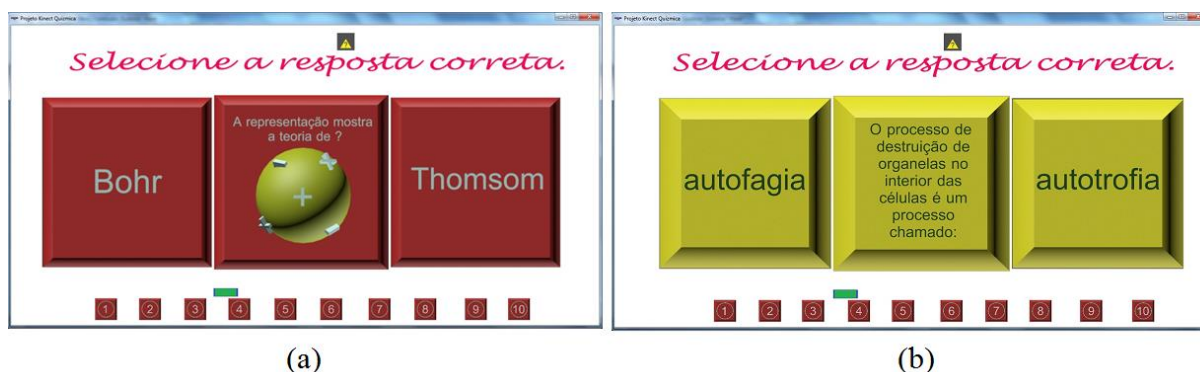 Projeto Kinect Química
Selecione a resposta correta.
Bohr
A representação mostra
a teoria de ?
+
Thomsom
1 2 3 4 5 6 7 8 9 10
(a)
Projeto Kinect Química
Selecione a resposta correta.
autofagia
O processo de
destruição de
organelas no
interior das
células é um
processo
chamado:
autotrofia
1 2 3 4 5 6 7 8 9 10
(b)